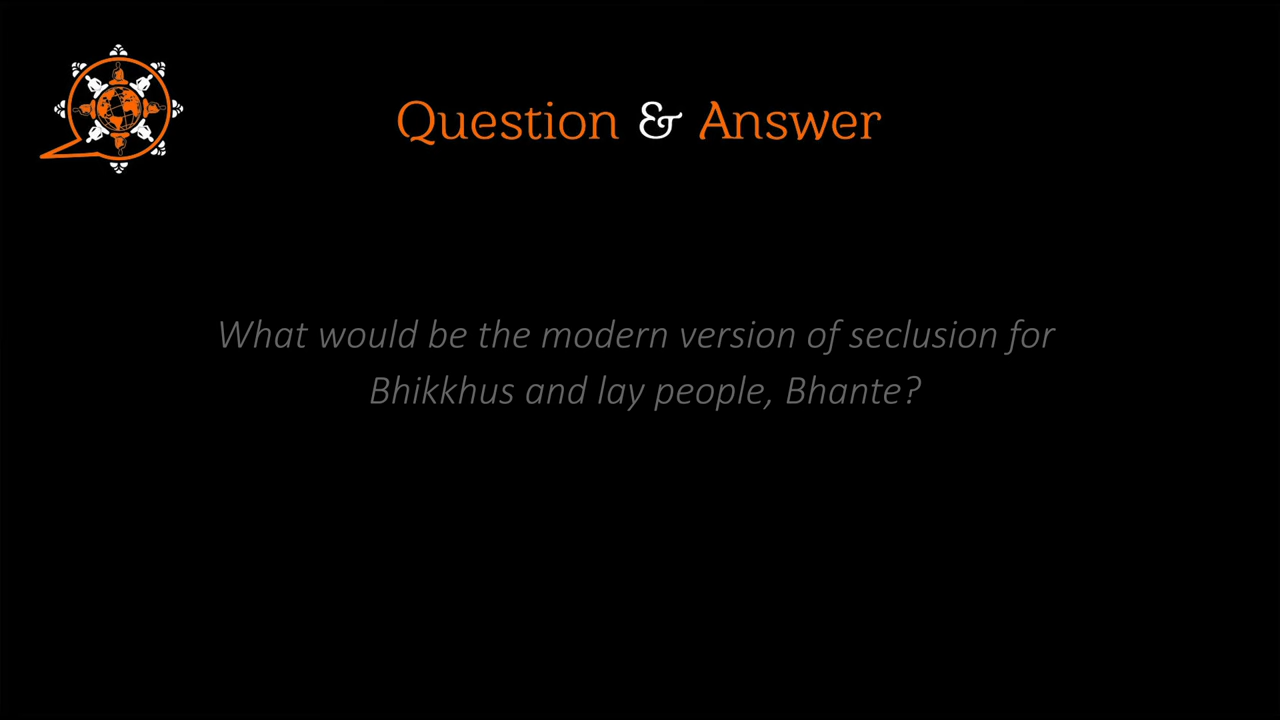 Question & Answer
What would be the modern version of seclusion for
Bhikkhus and lay people, Bhante?